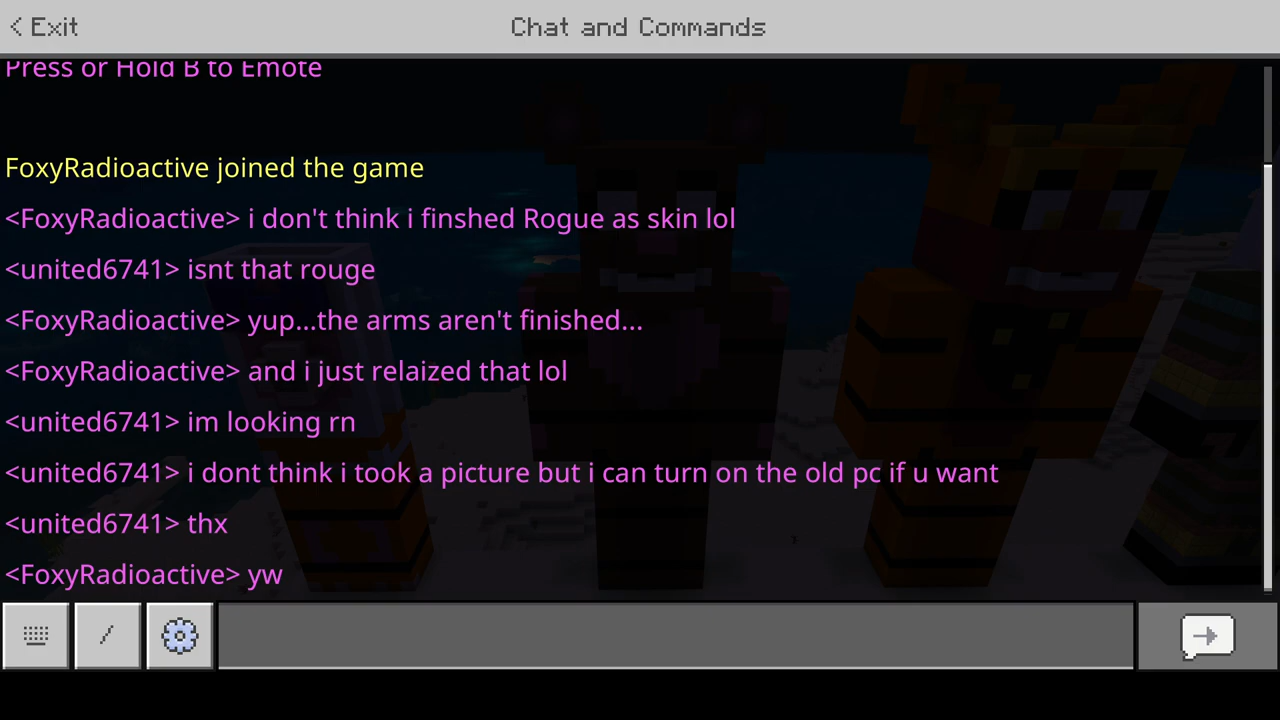 < Exit
Chat and Commands
Press or Hold B to Emote
FoxyRadioactive joined the game
<FoxyRadioactive> i don't think i finshed Rogue as skin lol
<united6741> isnt that rouge
<FoxyRadioactive> yup...the arms aren't finished...
<FoxyRadioactive> and i just relaized that lol
<united6741> im looking rn
<united6741> i dont think i took a picture but i can turn on the old pc if u want
<united6741> thx
<FoxyRadioactive> yw
/